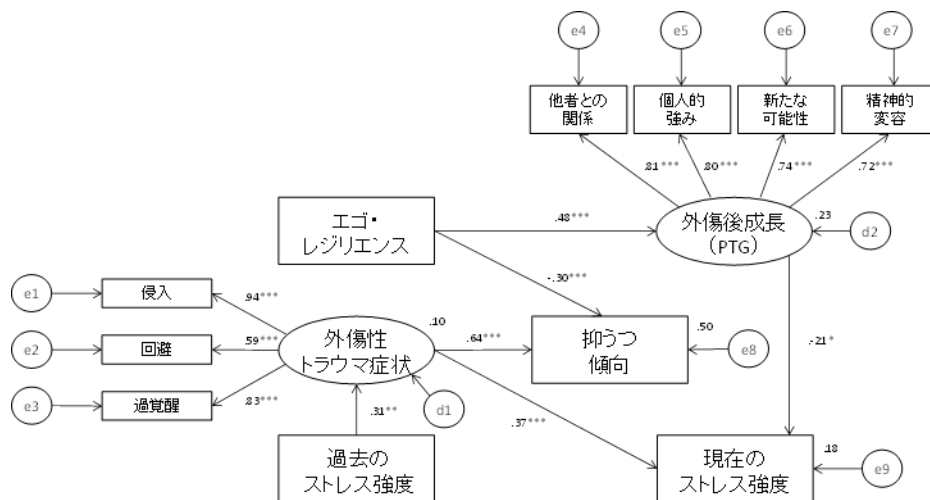 e4
e5
e6
e7
他者との
関係
個人的
強み
新たな
可能性
精神的
変容
.81***
.80***
.74***
.72***
エゴ・
レジリエンス
.48***
外傷後成長
(PTG)
.23
d2
-.30***
e1
侵入
.94***
e2
回避
.59***
e3
過覚醒
.83***
外傷性
トラウマ症状
.10
.64***
抑うつ
傾向
.50
e8
-.21*
d1
.31**
.37***
過去の
ストレス強度
現在の
ストレス強度
.18
e9